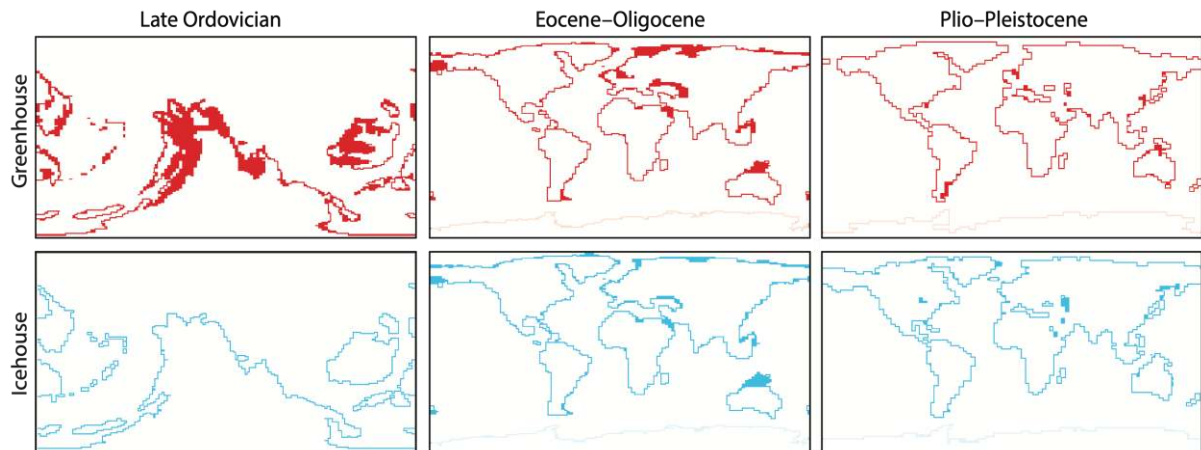 Late Ordovician
Eocene–Oligocene
Plio–Pleistocene
Greenhouse
Icehouse